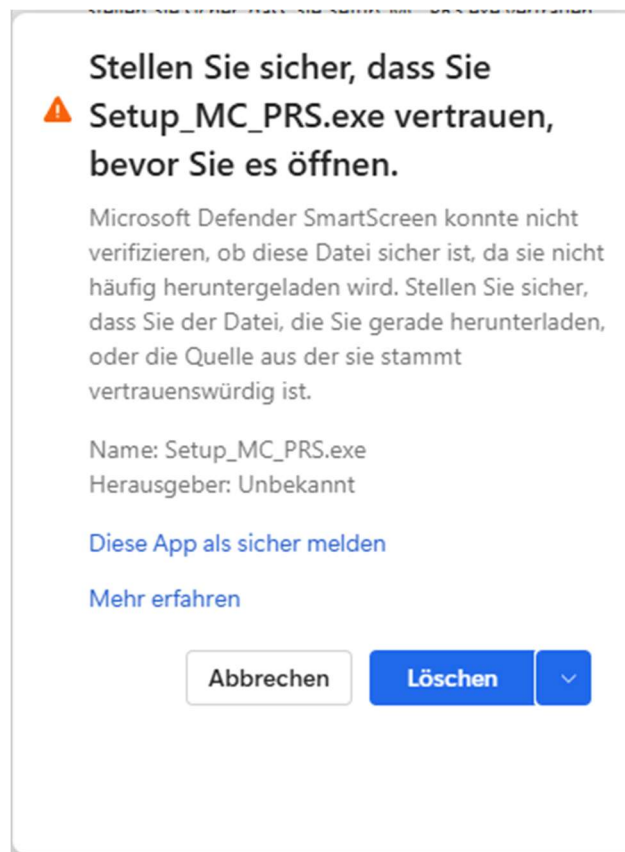 Stellen Sie sicher, dass Sie
Setup_MC_PRS.exe vertrauen,
bevor Sie es öffnen.
Microsoft Defender SmartScreen konnte nicht
verifizieren, ob diese Datei sicher ist, da sie nicht
häufig heruntergeladen wird. Stellen Sie sicher,
dass Sie der Datei, die Sie gerade herunterladen,
oder die Quelle aus der sie stammt
vertrauenswürdig ist.
Name: Setup_MC_PRS.exe
Herausgeber: Unbekannt
Diese App als sicher melden
Mehr erfahren
Abbrechen
Löschen